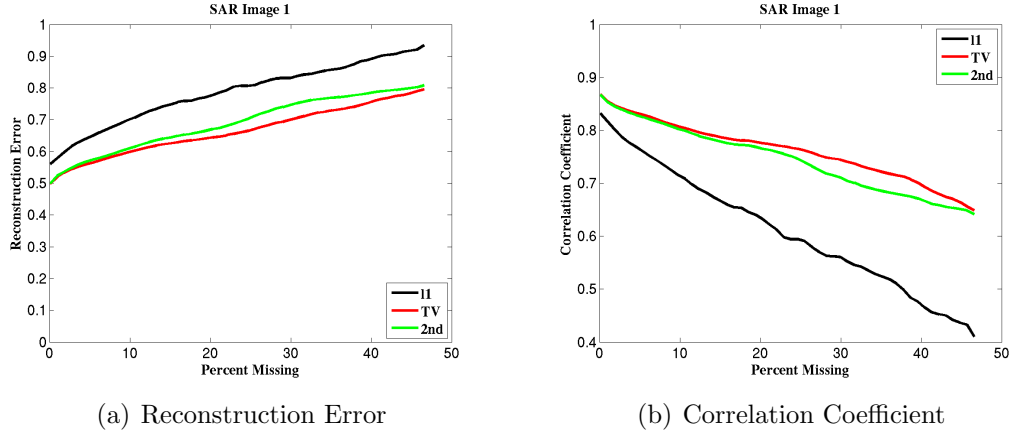 SAR Image 1
1
0.9
0.8
0.7
0.6
0.5
0.4
0.3
0.2
0.1
0
Reconstruction Error
l1
TV
2nd
0 10 20 30 40 50
Percent Missing
(a) Reconstruction Error
SAR Image 1
1
0.9
0.8
0.7
0.6
0.5
0.4
Correlation Coefficient
l1
TV
2nd
0 10 20 30 40 50
Percent Missing
(b) Correlation Coefficient